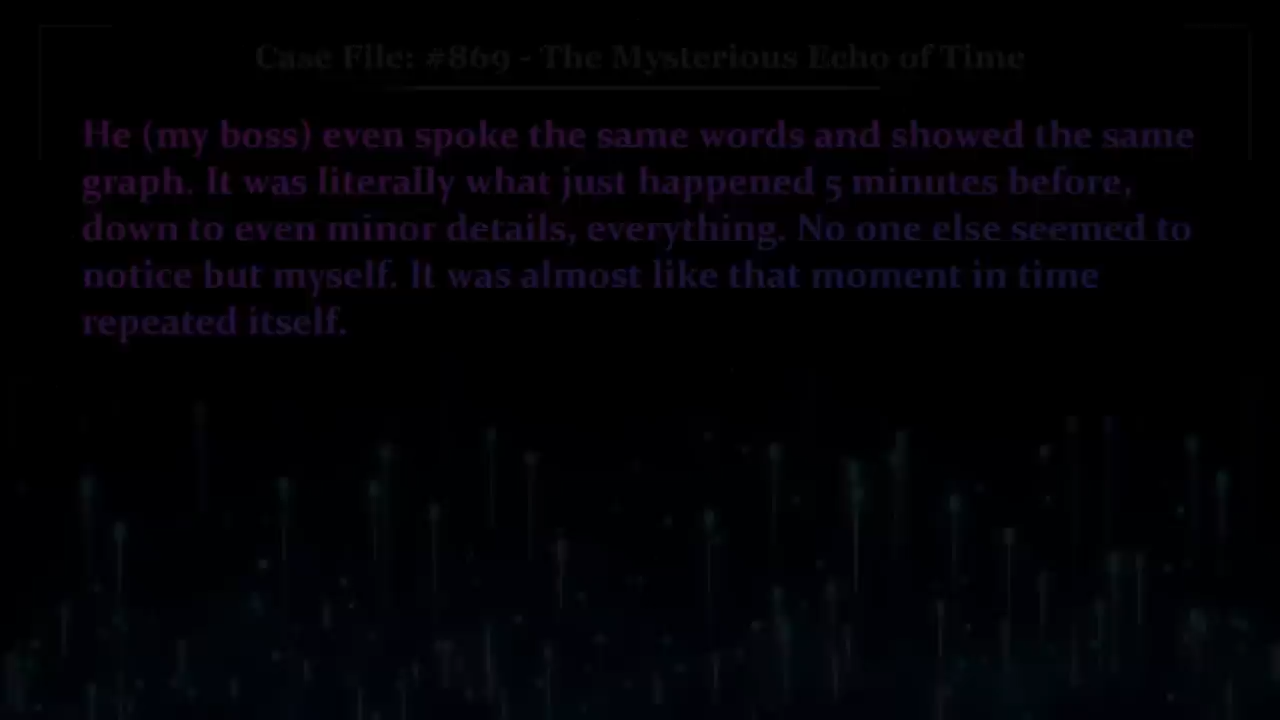 Case File: #869 - The Mysterious Echo of Time
He (my boss) even spoke the same words and showed the same
graph. It was literally what just happened 5 minutes before,
down to even minor details, everything. No one else seemed to
notice but myself. It was almost like that moment in time
repeated itself.